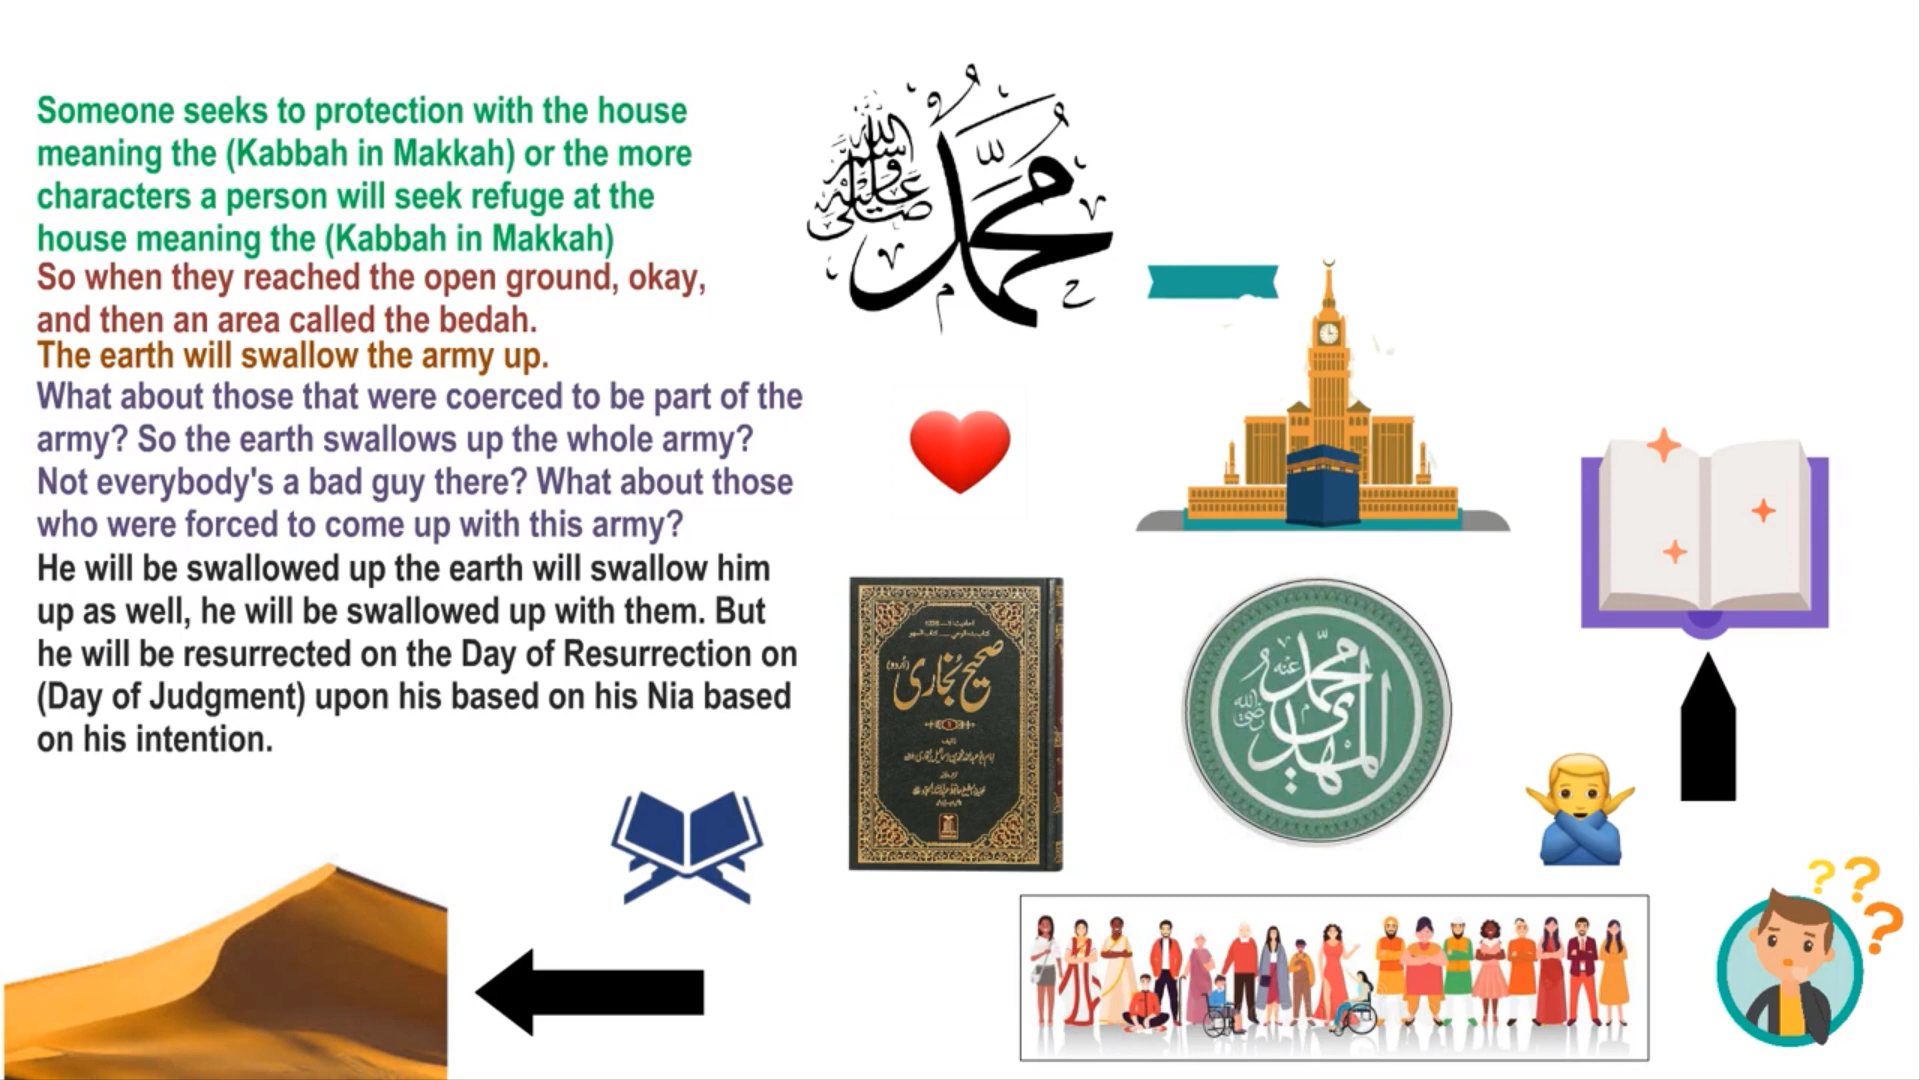 Someone seeks to protection with the house
meaning the (Kabbah in Makkah) or the more
characters a person will seek refuge at the
house meaning the (Kabbah in Makkah)
So when they reached the open ground, okay,
and then an area called the bedah.
The earth will swallow the army up.
What about those that were coerced to be part of the
army? So the earth swallows up the whole army?
Not everybody's a bad guy there? What about those
who were forced to come up with this army?
He will be swallowed up the earth will swallow him
up as well, he will be swallowed up with them. But
he will be resurrected on the Day of Resurrection on
(Day of Judgment) upon his based on his Nia based
on his intention.
محمد
صلى الله عليه وسلم
صحیح بخاری (اُردو)
محمد المهدي
رضي الله عنه
? ? ?